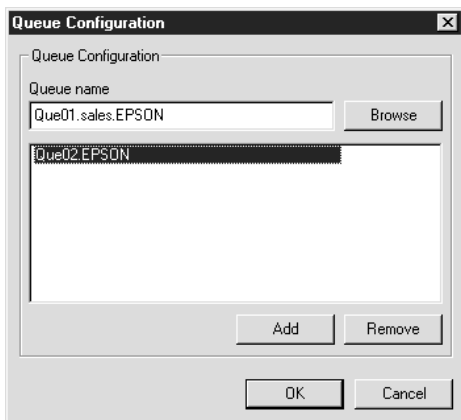 Queue Configuration
Queue Configuration
Queue name
Que01.sales.EPSON
Browse
Que02.EPSON
Add
Remove
OK
Cancel